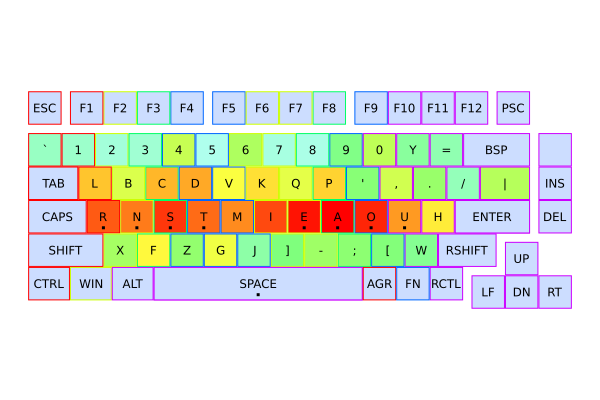 ESC F1 F2 F3 F4 F5 F6 F7 F8 F9 F10 F11 F12 PSC
` 1 2 3 4 5 6 7 8 9 0 Y = BSP
TAB L B C D V K Q P ' , . / | INS
CAPS R N S T M I E A O U H ENTER DEL
SHIFT X F Z G J ] - ; [ W RSHIFT UP
CTRL WIN ALT SPACE AGR FN RCTL LF DN RT